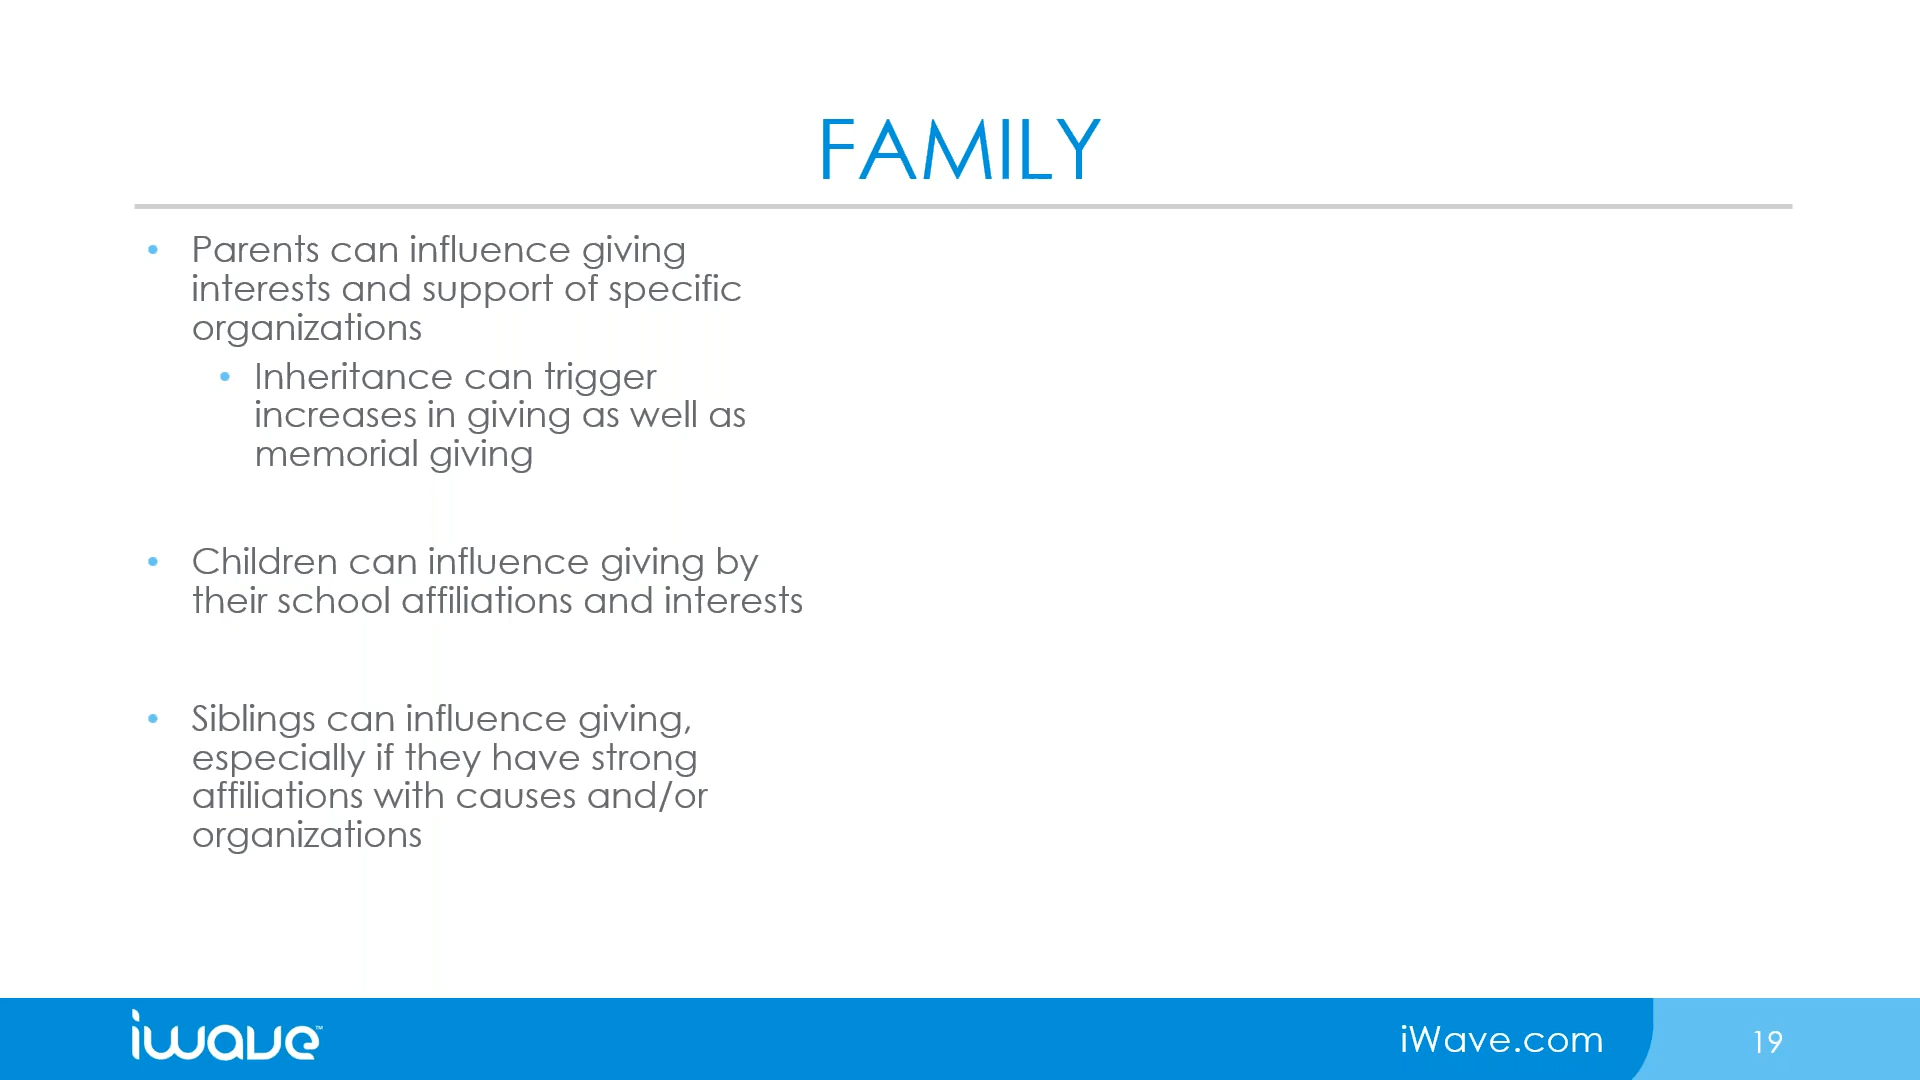 FAMILY
• Parents can influence giving
interests and support of specific
organizations
• Inheritance can trigger
increases in giving as well as
memorial giving
• Children can influence giving by
their school affiliations and interests
• Siblings can influence giving,
especially if they have strong
affiliations with causes and/or
organizations
iwave™
iWave.com
19